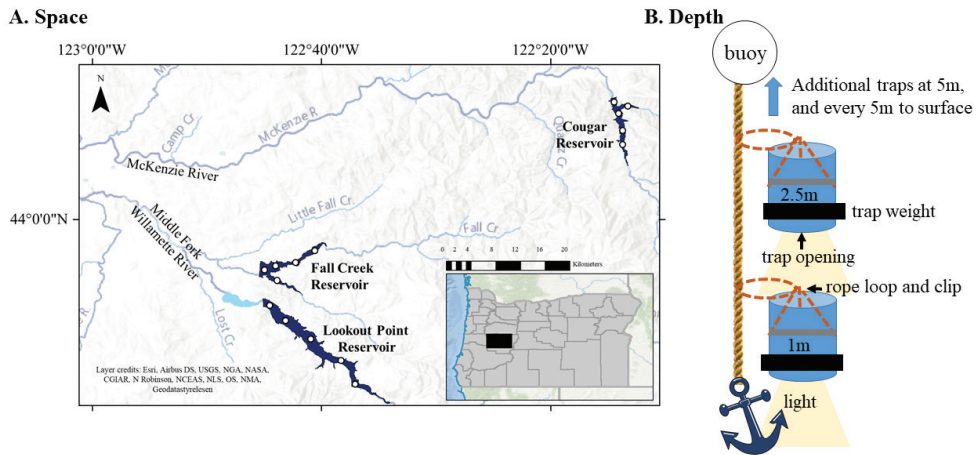 A. Space
B. Depth
123°0'0"W
122°40'0"W
122°20'0"W
N
Camp Cr
McKenzie R
McKenzie River
Quartz Cr
Cougar
Reservoir
44°0'0"N
Middle Fork
Willamette River
Little Fall Cr.
Fall Cr
Fall Creek
Reservoir
Lost Cr
Lookout Point
Reservoir
0 2 4 8 12 20
Kilometers
Layer credits: Esri, Airbus DS, USGS, NGA, NASA,
CGIAR, N Robinson, NCEAS, NLS, OS, NMA,
Geodatastyrelesen
buoy
Additional traps at 5m,
and every 5m to surface
2.5m
trap weight
trap opening
rope loop and clip
1m
light